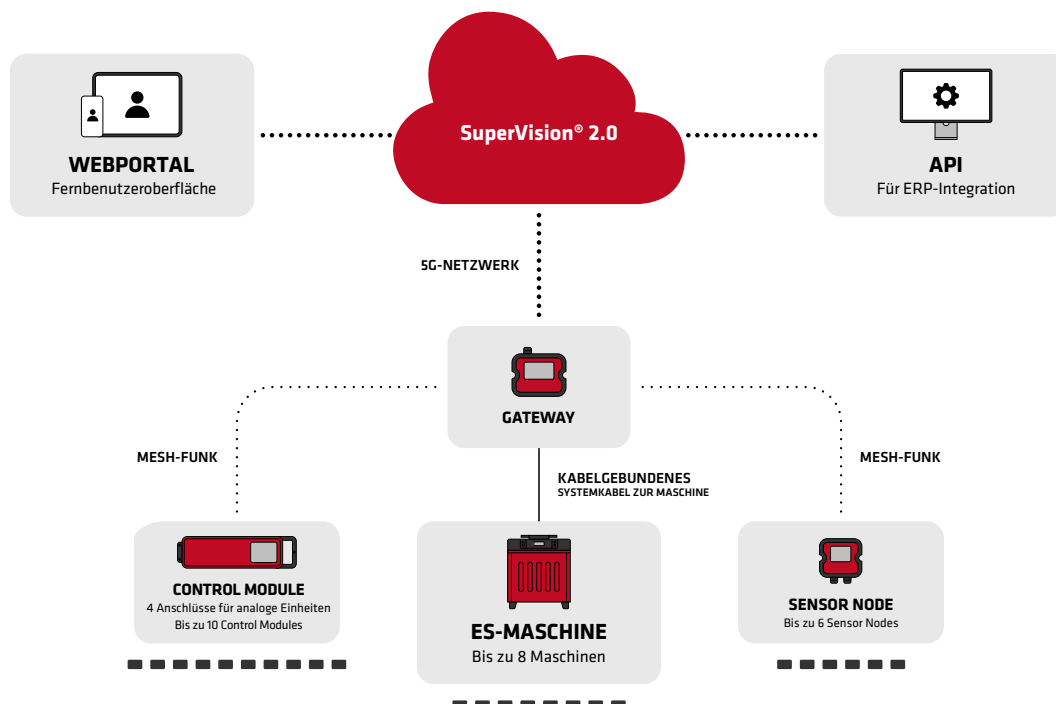 SuperVision® 2.0
WEBPORTAL
Fernbenutzeroberfläche
API
Für ERP-Integration
5G-NETZWERK
GATEWAY
MESH-FUNK
KABELGEBUNDENES
SYSTEMKABEL ZUR MASCHINE
MESH-FUNK
CONTROL MODULE
4 Anschlüsse für analoge Einheiten
Bis zu 10 Control Modules
ES-MASCHINE
Bis zu 8 Maschinen
SENSOR NODE
Bis zu 6 Sensor Nodes